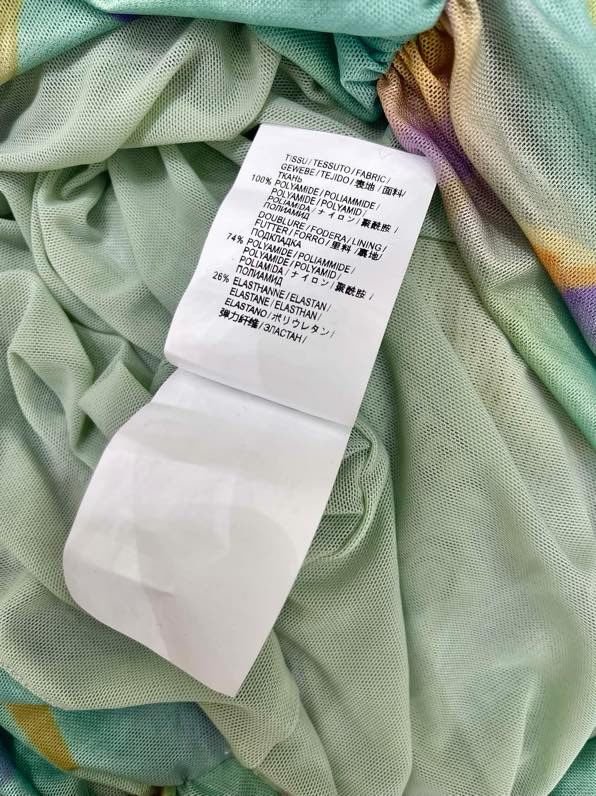 TISSU/TESSUTO/FABRIC/
GEWEBE/TEJIDO/表地/面料/
ТКАНЬ
100% POLYAMIDE/POLIAMMIDE/
POLYAMIDE/POLYAMID/
POLIAMIDA/ナイロン/聚酰胺/
ПОЛИАМИД
DOUBLURE/FODERA/LINING/
FUTTER/FORRO/里料/裏地/
ПОДКЛАДКА
74% POLYAMIDE/POLIAMMIDE/
POLYAMIDE/POLYAMID/
POLIAMIDA/ナイロン/聚酰胺/
ПОЛИАМИД
26% ELASTHANNE/ELASTAN/
ELASTANE/ELASTHAN/
ELASTANO/ポリウレタン/
弹力纤维/ЭЛАСТАН/